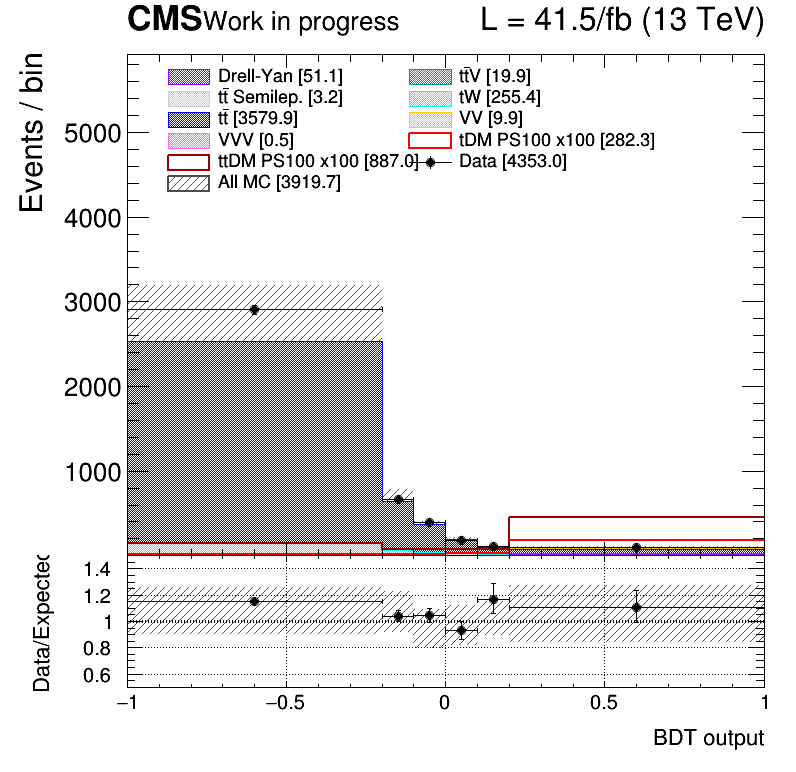 CMS Work in progress L = 41.5/fb (13 TeV)
Events / bin
Drell-Yan [51.1] tt̄V [19.9]
tt̄ Semilep. [3.2] tW [255.4]
tt̄ [3579.9] VV [9.9]
VVV [0.5] tDM PS100 x100 [282.3]
ttDM PS100 x100 [887.0] Data [4353.0]
All MC [3919.7]
5000
4000
3000
2000
1000
Data/Expected
1.4
1.2
1
0.8
0.6
−1 −0.5 0 0.5 1
BDT output